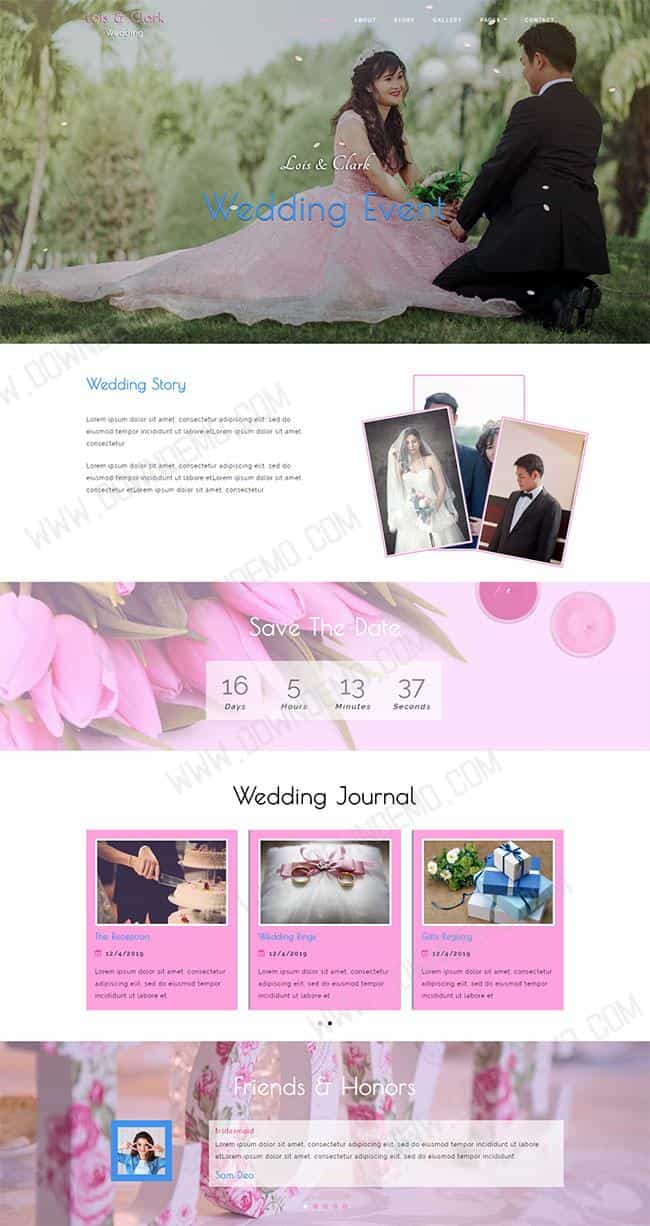 Lois & Clark
Wedding
HOME
ABOUT
STORY
GALLERY
PAGES
CONTACT
Lois & Clark
Wedding Event
Wedding Story
Lorem ipsum dolor sit amet, consectetur adipiscing elit, sed do
eiusmod tempor incididunt ut labore etLorem ipsum dolor sit amet,
consectetur
Lorem ipsum dolor sit amet, consectetur adipiscing elit, sed do
eiusmod tempor incididunt ut labore etLorem ipsum dolor sit amet,
consectetur etLorem ipsum dolor sit amet, consectetur
WWW.DOWNDEMO.COM
WWW.DOWNDEMO.COM
Save The Date
16
5
13
37
Days
Hours
Minutes
Seconds
WWW.DOWNDEMO.COM
WWW.DOWNDEMO.COM
Wedding Journal
The Reception
12/4/2019
Lorem ipsum dolor sit amet, consectetur
adipiscing elit, sed do eiusmod tempor
incididunt ut labore et
Wedding Rings
12/4/2019
Lorem ipsum dolor sit amet, consectetur
adipiscing elit, sed do eiusmod tempor
incididunt ut labore et
Gifts Registry
12/4/2019
Lorem ipsum dolor sit amet, consectetur
adipiscing elit, sed do eiusmod tempor
incididunt ut labore et
WWW.DOWNDEMO.COM
WWW.DOWNDEMO.COM
Friends & Honors
bridesmaid
Lorem ipsum dolor sit amet, consectetur adipiscing elit, sed do eiusmod tempor incididunt ut labore
etLorem ipsum dolor sit amet, consectetur adipiscing elit, sed do eiusmod tempor incididunt
Sam Deo